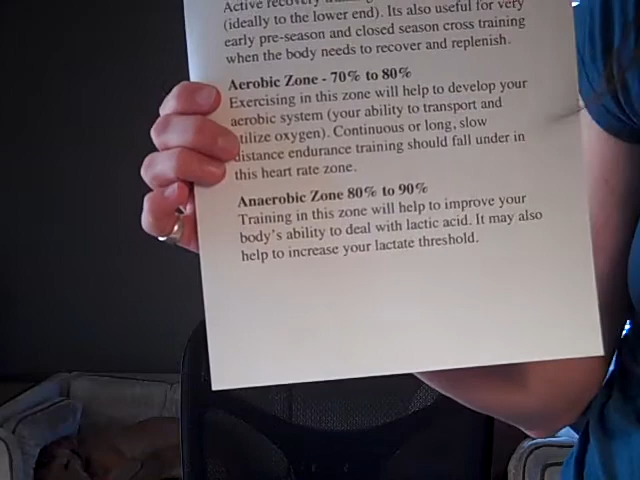 Active recovery
(ideally to the lower end). Its also useful for very
early pre-season and closed season cross training
when the body needs to recover and replenish.
Aerobic Zone - 70% to 80%
Exercising in this zone will help to develop your
aerobic system (your ability to transport and
tilize oxygen). Continuous or long, slow
distance endurance training should fall under in
this heart rate zone.
Anaerobic Zone 80% to 90%
Training in this zone will help to improve your
body's ability to deal with lactic acid. It may also
help to increase your lactate threshold.